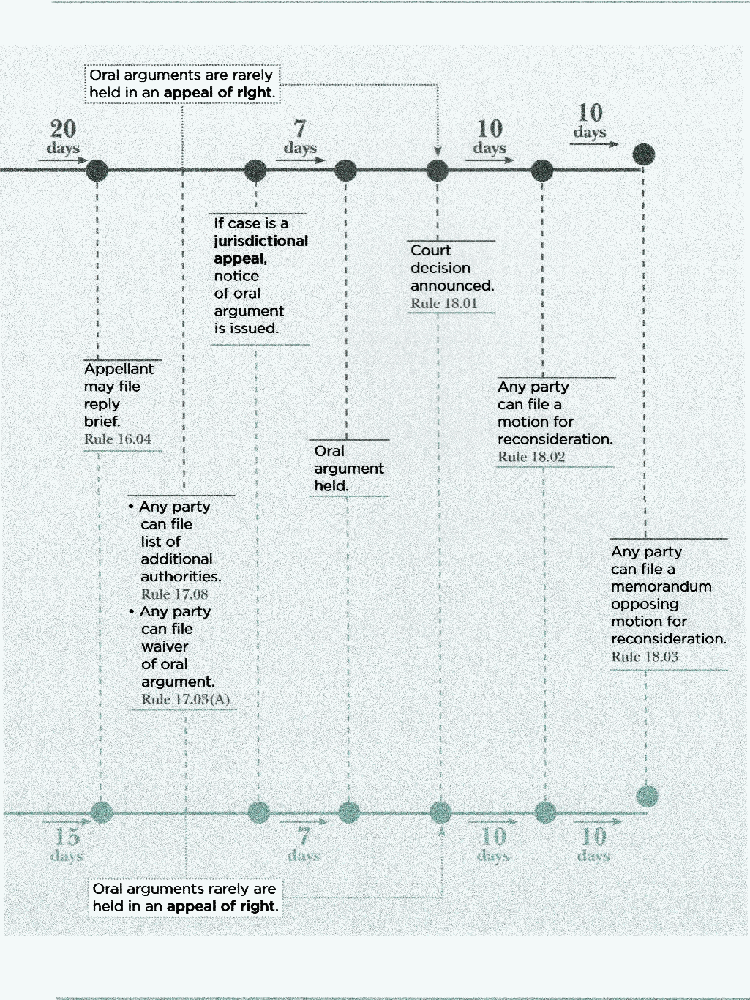 Oral arguments are rarely
held in an appeal of right.
20
days
7
days
10
days
10
days
If case is a
jurisdictional
appeal,
notice
of oral
argument
is issued.
Court
decision
announced.
Rule 18.01
Appellant
may file
reply
brief.
Rule 16.04
Any party
can file a
motion for
reconsideration.
Rule 18.02
Oral
argument
held.
• Any party
can file
list of
additional
authorities.
Rule 17.08
• Any party
can file
waiver
of oral
argument.
Rule 17.03(A)
Any party
can file a
memorandum
opposing
motion for
reconsideration.
Rule 18.03
15
days
7
days
10
days
10
days
Oral arguments rarely are
held in an appeal of right.